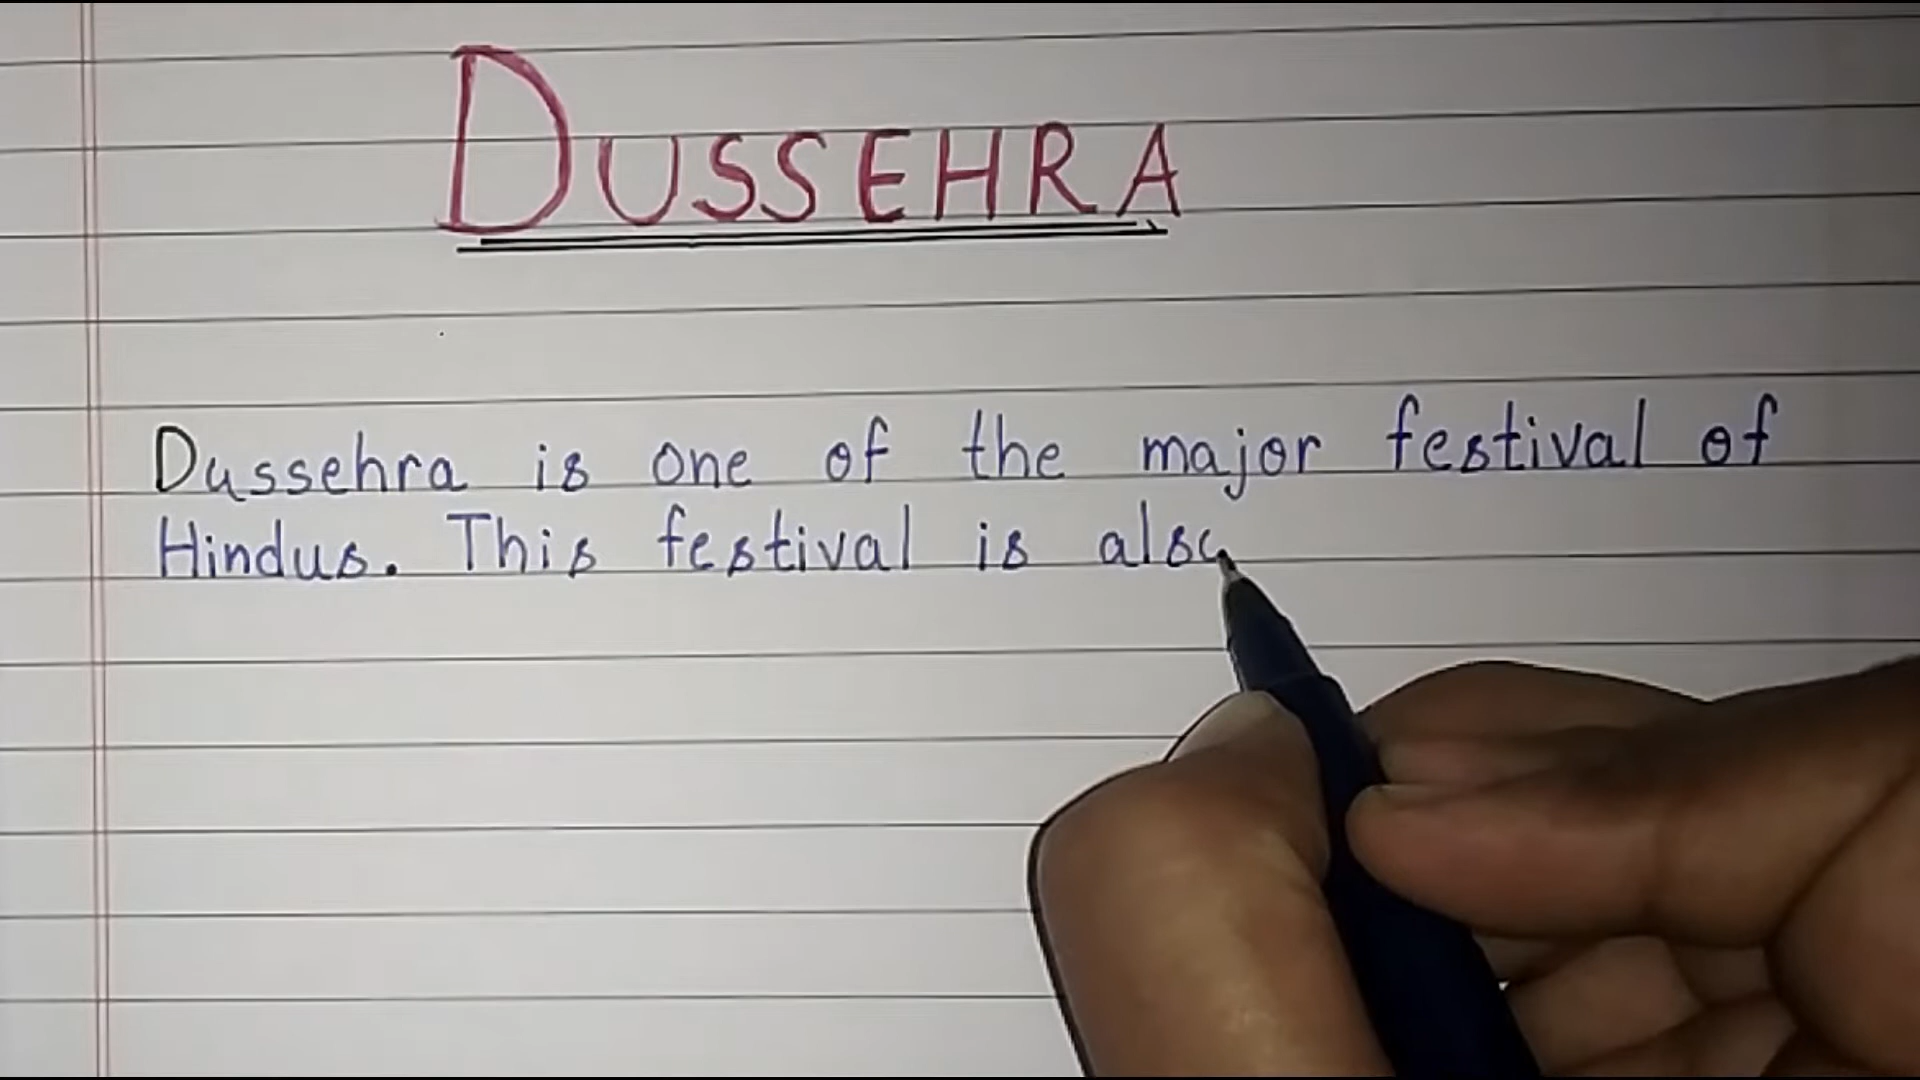 DUSSEHRA
Dussehra is one of the major festival of
Hindus. This festival is also